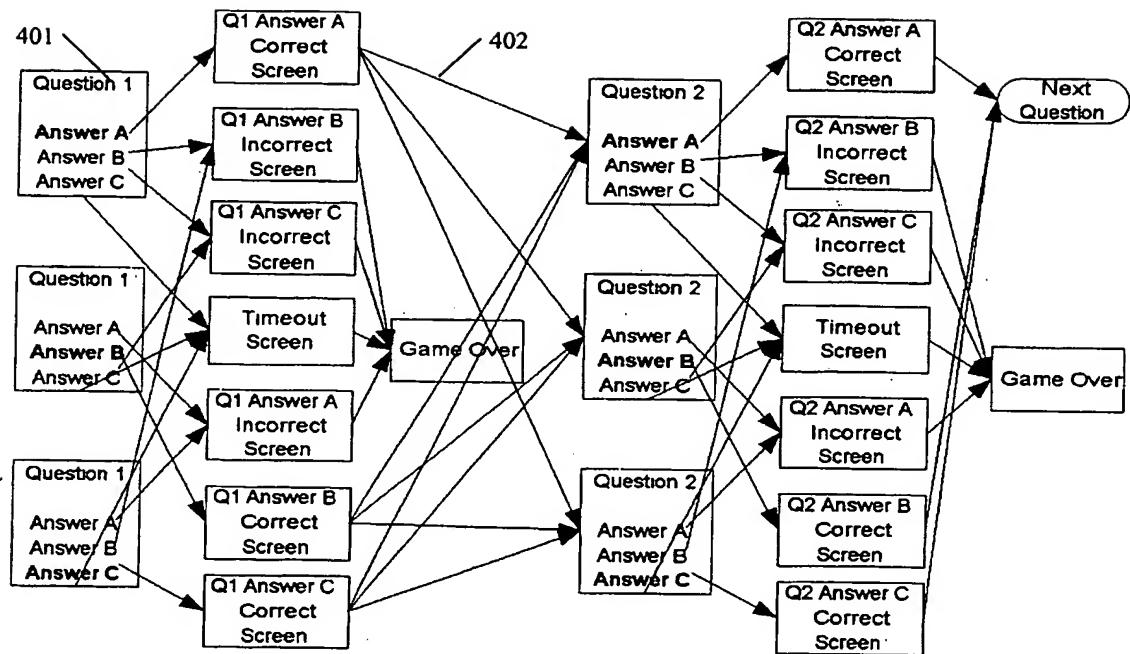 401
Question 1
Answer A
Answer B
Answer C
Question 1
Answer A
Answer B
Answer C
Question 1
Answer A
Answer B
Answer C
Q1 Answer A
Correct
Screen
Q1 Answer B
Incorrect
Screen
Q1 Answer C
Incorrect
Screen
Timeout
Screen
Q1 Answer A
Incorrect
Screen
Q1 Answer B
Correct
Screen
Q1 Answer C
Correct
Screen
402
Game Over
Question 2
Answer A
Answer B
Answer C
Question 2
Answer A
Answer B
Answer C
Question 2
Answer A
Answer B
Answer C
Q2 Answer A
Correct
Screen
Q2 Answer B
Incorrect
Screen
Q2 Answer C
Incorrect
Screen
Timeout
Screen
Q2 Answer A
Incorrect
Screen
Q2 Answer B
Correct
Screen
Q2 Answer C
Correct
Screen
Next
Question
Game Over